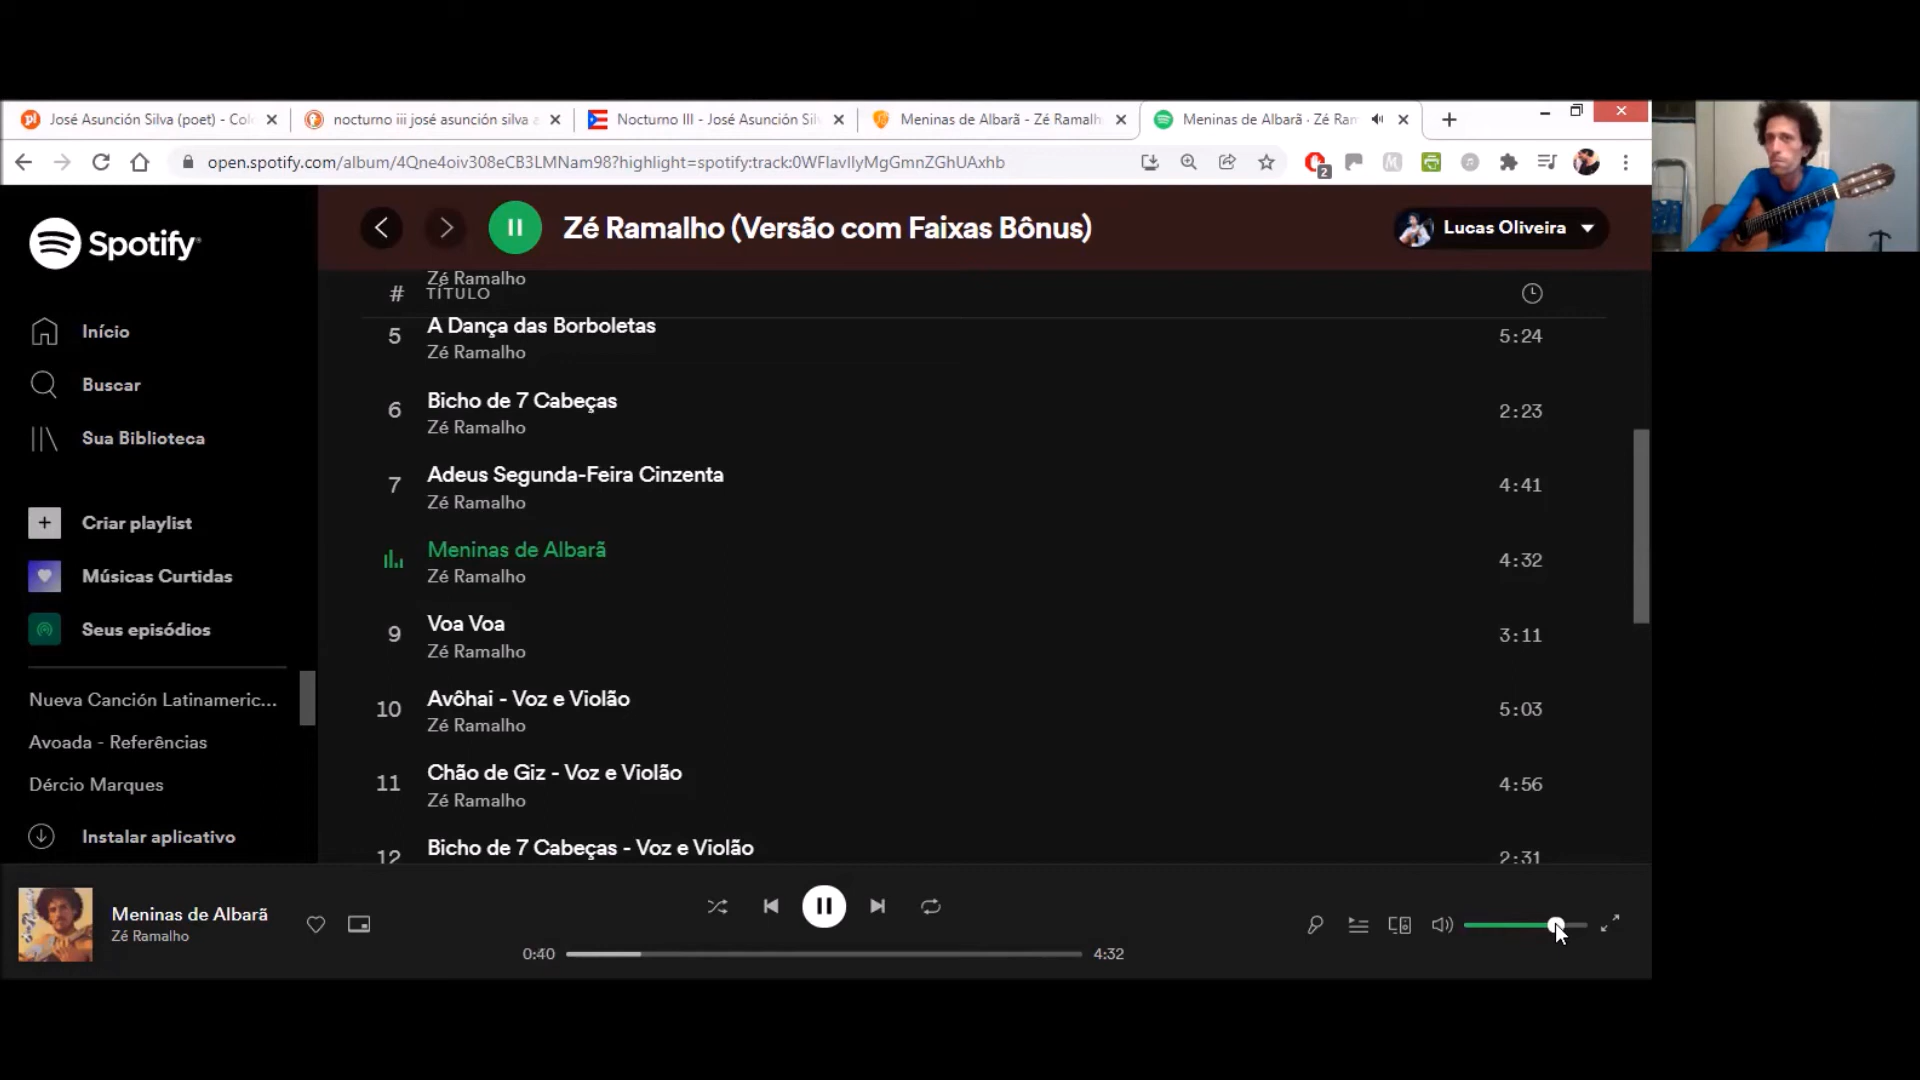 José Asunción Silva (poet) - Col
nocturno iii josé asunción silva a
Nocturno III - José Asunción Sil
Meninas de Albarã - Zé Ramalh
Meninas de Albarã · Zé Ram
open.spotify.com/album/4Qne4oiv308eCB3LMNam98?highlight=spotify:track:0WFlavIlyMgGmnZGhUAxhb
2
Spotify
Zé Ramalho (Versão com Faixas Bônus)
Lucas Oliveira
Início
Buscar
Sua Biblioteca
Criar playlist
Músicas Curtidas
Seus episódios
Nueva Canción Latinameric...
Avoada - Referências
Dércio Marques
Instalar aplicativo
Zé Ramalho
# TÍTULO
5 A Dança das Borboletas 5:24
Zé Ramalho
6 Bicho de 7 Cabeças 2:23
Zé Ramalho
7 Adeus Segunda-Feira Cinzenta 4:41
Zé Ramalho
Meninas de Albarã 4:32
Zé Ramalho
9 Voa Voa 3:11
Zé Ramalho
10 Avôhai - Voz e Violão 5:03
Zé Ramalho
11 Chão de Giz - Voz e Violão 4:56
Zé Ramalho
12 Bicho de 7 Cabeças - Voz e Violão 2:31
Meninas de Albarã
Zé Ramalho
0:40 4:32